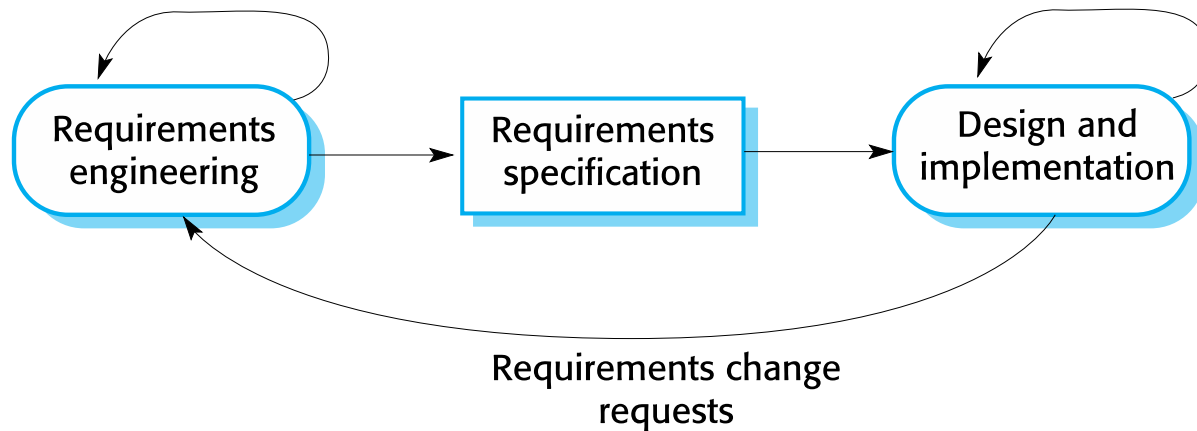 Requirements
engineering
Requirements
specification
Design and
implementation
Requirements change
requests